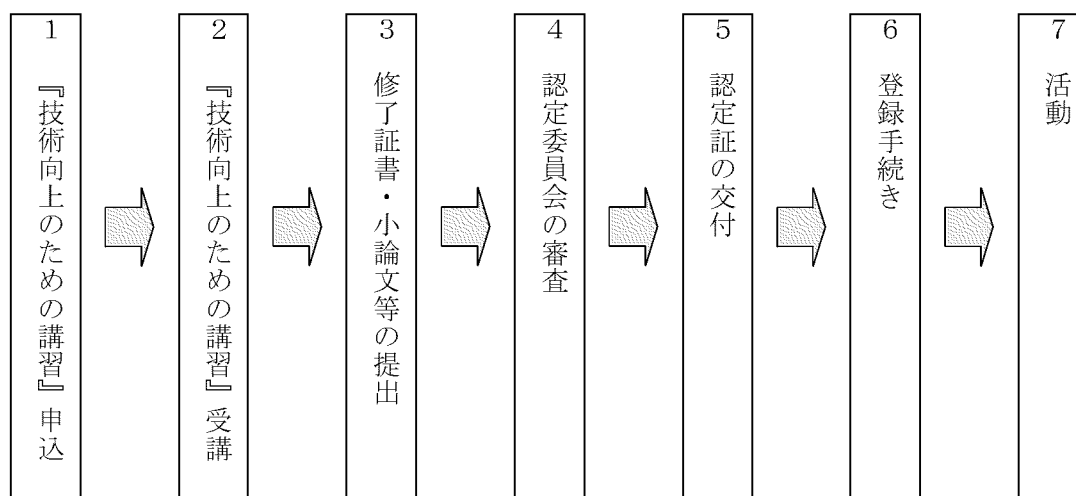 1 『技術向上のための講習』申込
2 『技術向上のための講習』受講
3 修了証書・小論文等の提出
4 認定委員会の審査
5 認定証の交付
6 登録手続き
7 活動